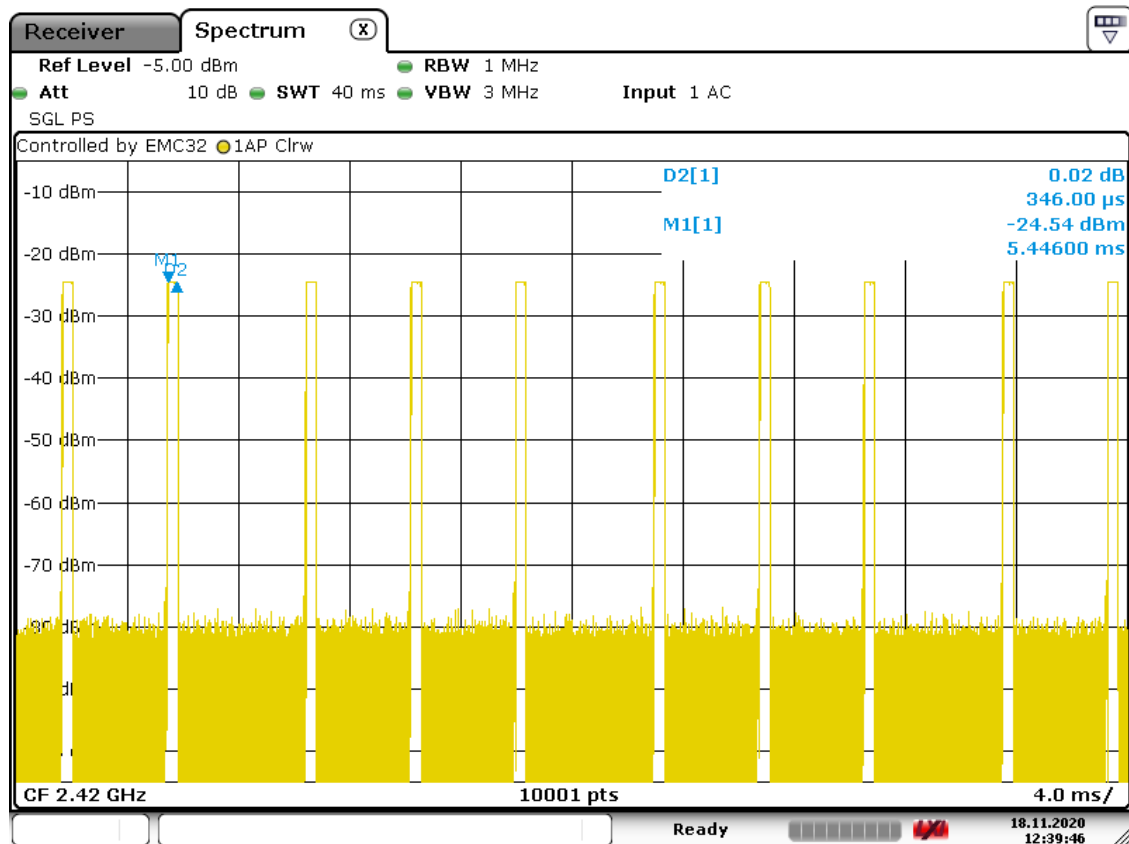 Receiver Spectrum X
Ref Level -5.00 dBm RBW 1 MHz
Att 10 dB SWT 40 ms VBW 3 MHz Input 1 AC
SGL PS
Controlled by EMC32 1AP Clrw
D2[1] 0.02 dB
346.00 µs
M1[1] -24.54 dBm
5.44600 ms
-10 dBm
-20 dBm
M1
D2
-30 dBm
-40 dBm
-50 dBm
-60 dBm
-70 dBm
CF 2.42 GHz 10001 pts 4.0 ms/
Ready LXI 18.11.2020
12:39:46